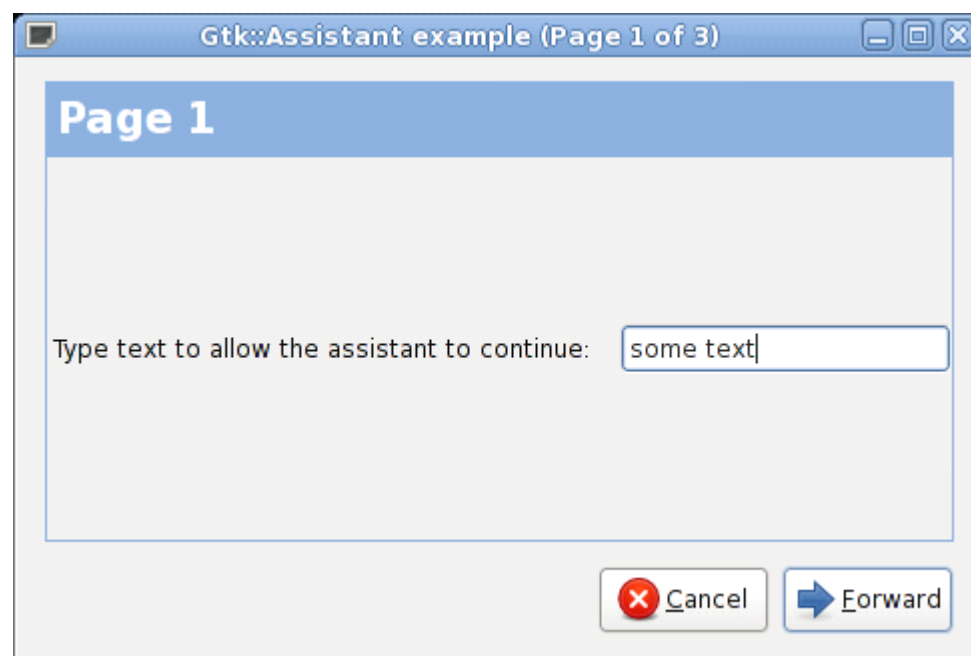 Gtk::Assistant example (Page 1 of 3)
Page 1
Type text to allow the assistant to continue: some text
Cancel Forward